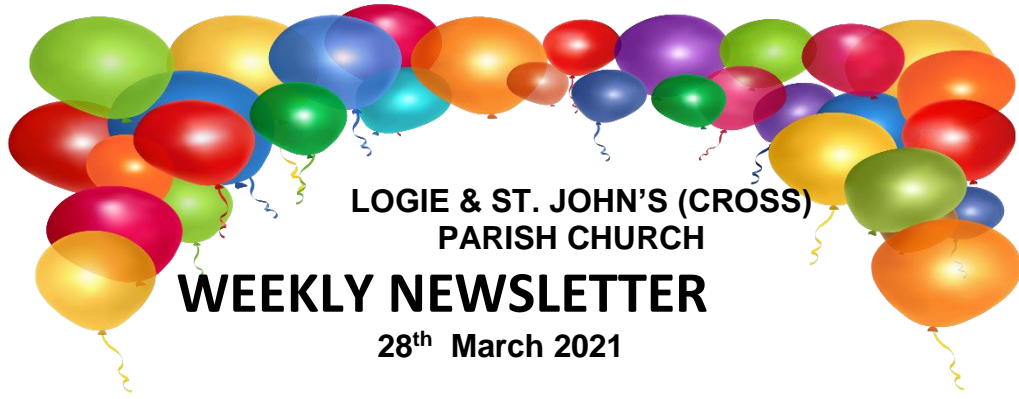 LOGIE & ST. JOHN'S (CROSS)
PARISH CHURCH
WEEKLY NEWSLETTER
28th March 2021